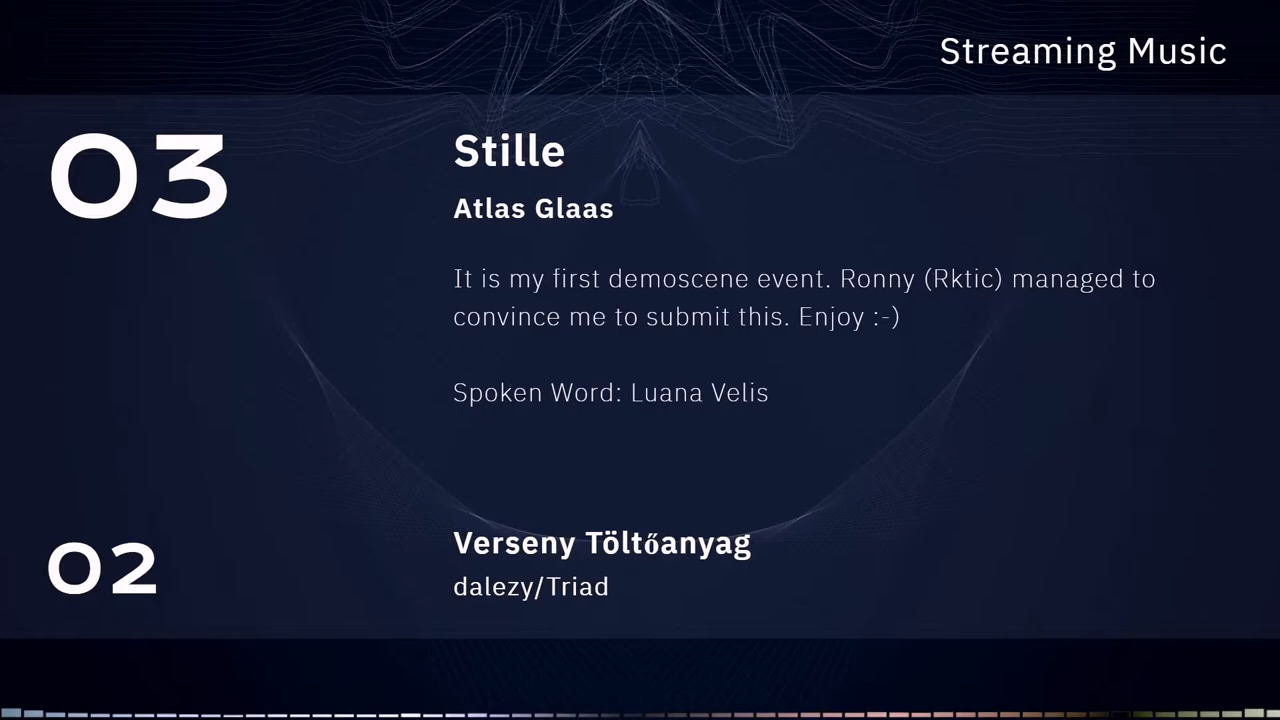 Streaming Music
03
Stille
Atlas Glaas
It is my first demoscene event. Ronny (Rktic) managed to
convince me to submit this. Enjoy :-)
Spoken Word: Luana Velis
02
Verseny Töltőanyag
dalezy/Triad